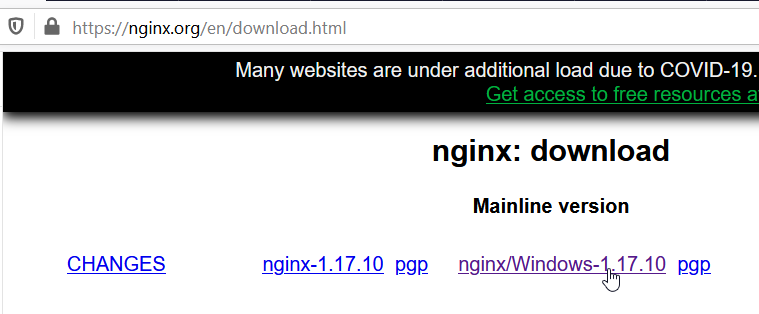 https://nginx.org/en/download.html
Many websites are under additional load due to COVID-19.
Get access to free resources a
nginx: download
Mainline version
CHANGES nginx-1.17.10 pgp nginx/Windows-1.17.10 pgp